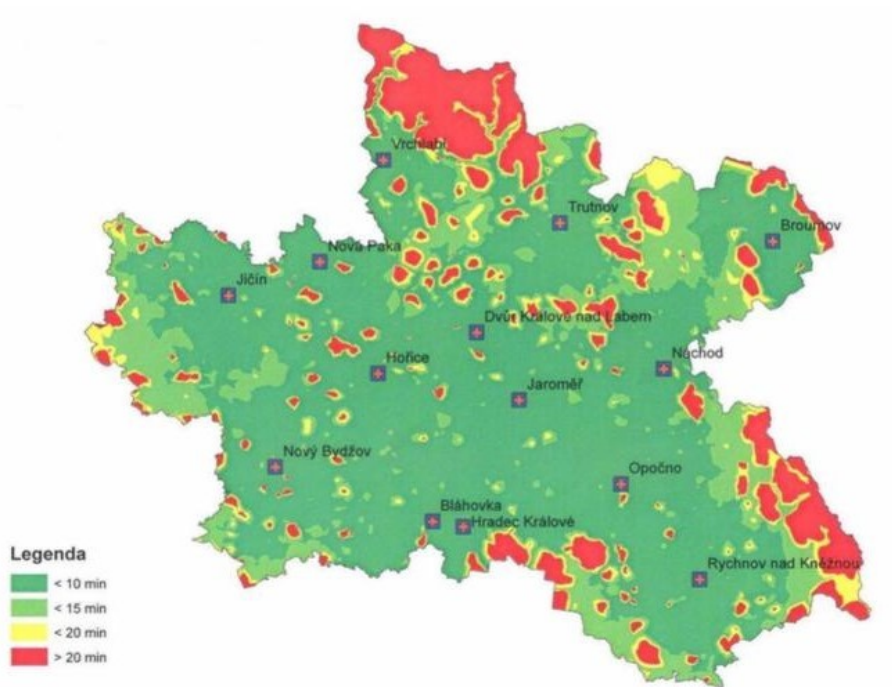 Vrchlabí
Trutnov
Broumov
Nová Paka
Jičín
Dvůr Králové nad Labem
Náchod
Hořice
Jaroměř
Nový Bydžov
Opočno
Bláhovka
Hradec Králové
Rychnov nad Kněžnou
Legenda
< 10 min
< 15 min
< 20 min
> 20 min